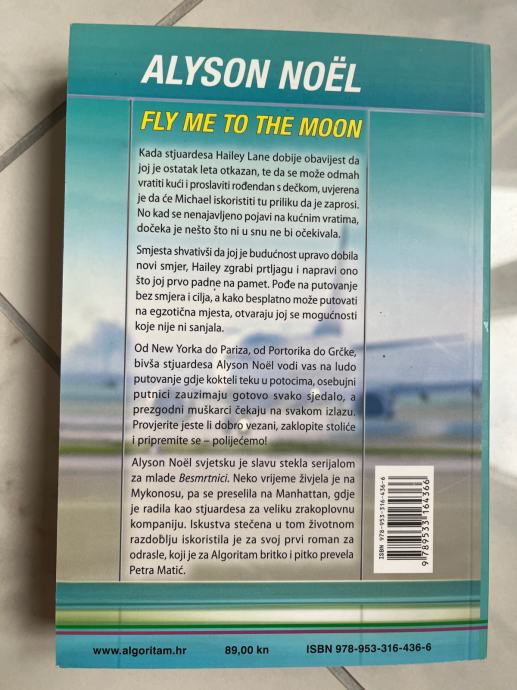 ALYSON NOËL
FLY ME TO THE MOON
Kada stjuardesa Hailey Lane dobije obavijest da
joj je ostatak leta otkazan, te da se može odmah
vratiti kući i proslaviti rođendan s dečkom, uvjerena
je da će Michael iskoristiti tu priliku da je zaprosi.
No kad se nenajavljeno pojavi na kućnim vratima,
dočeka je nešto što ni u snu ne bi očekivala.
Smjesta shvativši da joj je budućnost upravo dobila
novi smjer, Hailey zgrabi prtljagu i napravi ono
što joj prvo padne na pamet. Pođe na putovanje
bez smjera i cilja, a kako besplatno može putovati
na egzotična mjesta, otvaraju joj se mogućnosti
koje nije ni sanjala.
Od New Yorka do Pariza, od Portorika do Grčke,
bivša stjuardesa Alyson Noël vodi vas na ludo
putovanje gdje kokteli teku u potocima, osebujni
putnici zauzimaju gotovo svako sjedalo, a
prezgodni muškarci čekaju na svakom izlazu.
Provjerite jeste li dobro vezani, zaklopite stoliće
i pripremite se – polijećemo!
Alyson Noël svjetsku je slavu stekla serijalom
za mlade Besmrtnici. Neko vrijeme živjela je na
Mykonosu, pa se preselila na Manhattan, gdje
je radila kao stjuardesa za veliku zrakoplovnu
kompaniju. Iskustva stečena u tom životnom
razdoblju iskoristila je za svoj prvi roman za
odrasle, koji je za Algoritam britko i pitko prevela
Petra Matić.
ISBN 978-953-316-436-6
9 789533 164366
www.algoritam.hr 89,00 kn ISBN 978-953-316-436-6